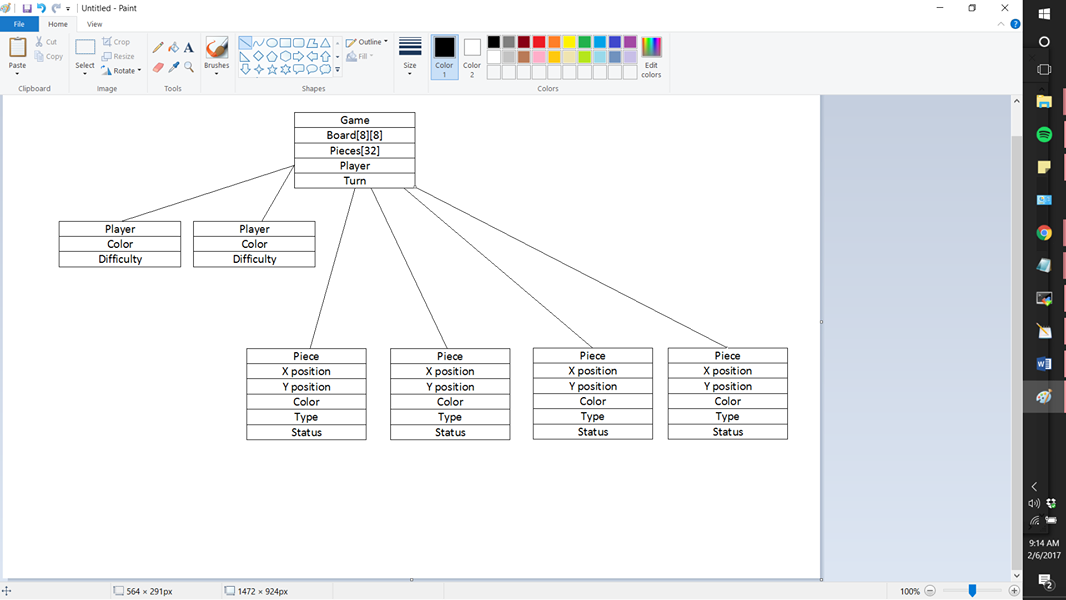 Untitled - Paint
File Home View
Paste
Cut
Copy
Clipboard
Select
Crop
Resize
Rotate
Image
A
Tools
Brushes
Shapes
Outline
Fill
Size
Color 1
Color 2
Edit colors
Colors
Game
Board[8][8]
Pieces[32]
Player
Turn
Player
Color
Difficulty
Player
Color
Difficulty
Piece
X position
Y position
Color
Type
Status
Piece
X position
Y position
Color
Type
Status
Piece
X position
Y position
Color
Type
Status
Piece
X position
Y position
Color
Type
Status
564 × 291px
1472 × 924px
100%
9:14 AM
2/6/2017
2